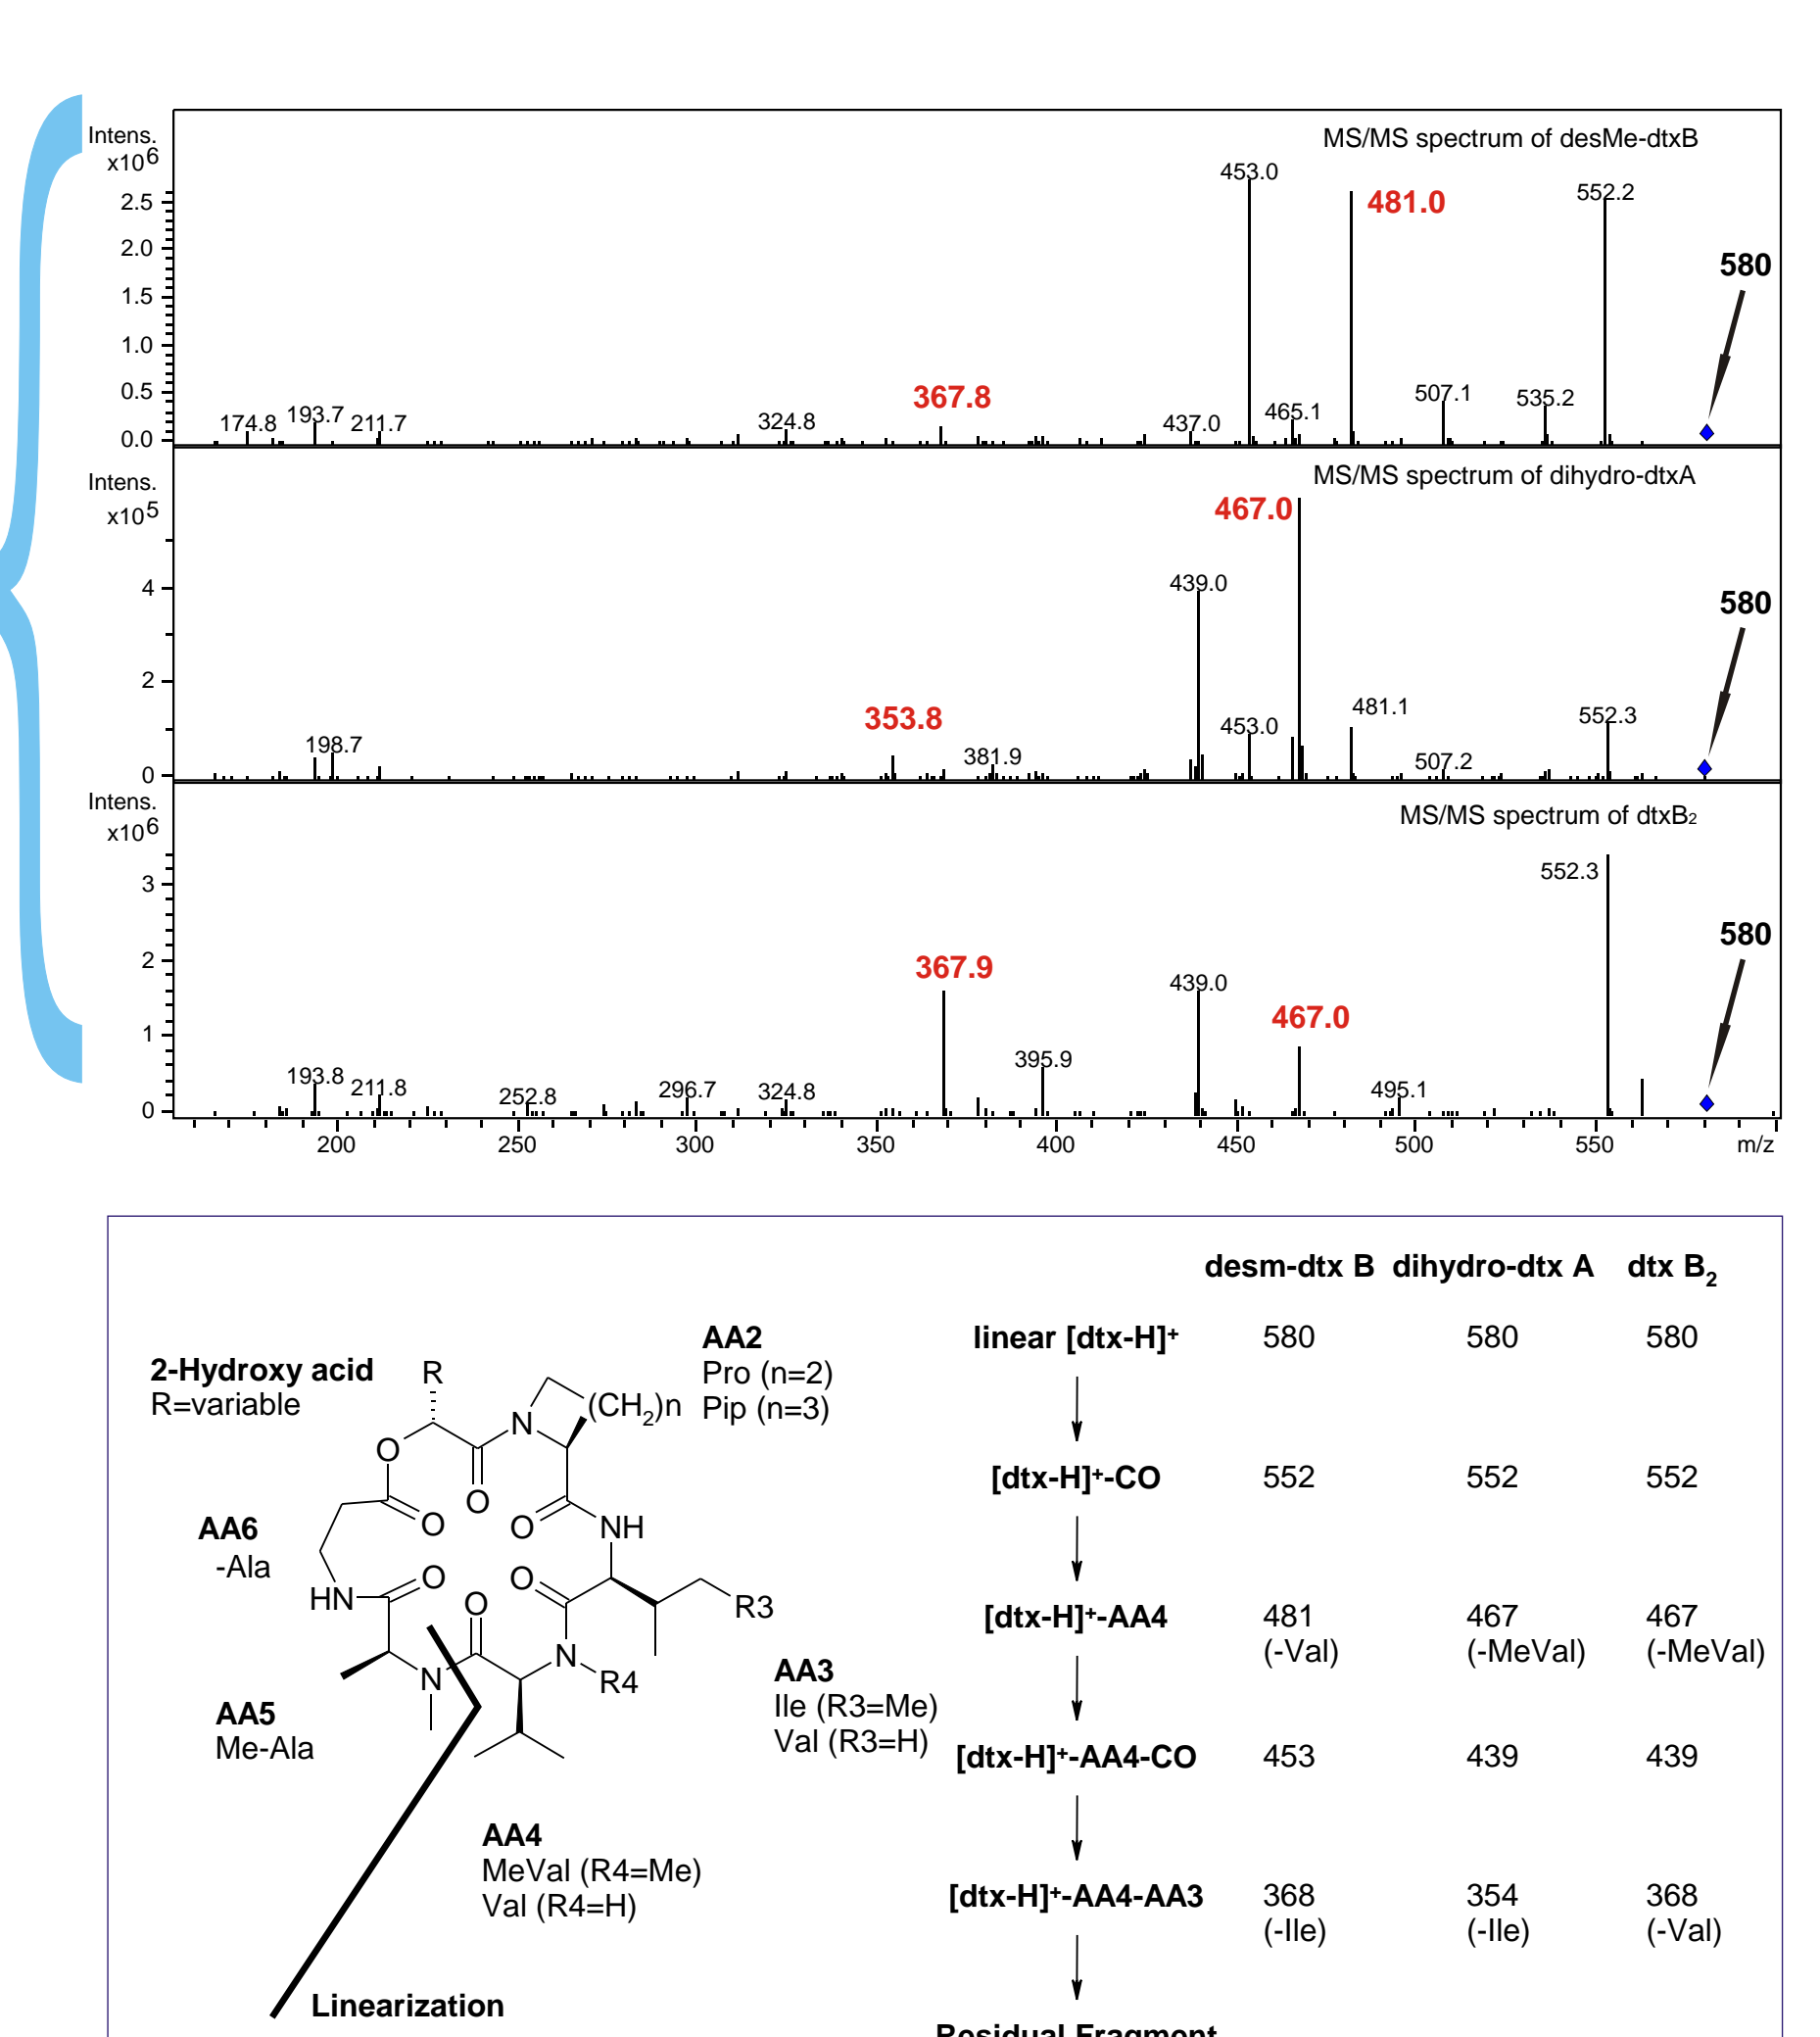 Intens.
x10⁶
MS/MS spectrum of desMe-dtxB
2.5
2.0
1.5
1.0
0.5
0.0
174.8
193.7
211.7
324.8
367.8
437.0
453.0
465.1
481.0
507.1
535.2
552.2
580
Intens.
x10⁵
MS/MS spectrum of dihydro-dtxA
4
2
0
198.7
353.8
381.9
439.0
453.0
467.0
481.1
507.2
552.3
580
Intens.
x10⁶
MS/MS spectrum of dtxB₂
3
2
1
0
193.8
211.8
252.8
296.7
324.8
367.9
395.9
439.0
467.0
495.1
552.3
580
200 250 300 350 400 450 500 550 m/z
2-Hydroxy acid
R=variable
AA2
Pro (n=2)
Pip (n=3)
R
N
(CH₂)n
O
O
O
O
NH
AA6
-Ala
HN
O
O
O
N
N
R3
R4
AA5
Me-Ala
AA3
Ile (R3=Me)
Val (R3=H)
AA4
MeVal (R4=Me)
Val (R4=H)
Linearization
desm-dtx B dihydro-dtx A dtx B₂
linear [dtx-H]⁺ 580 580 580
[dtx-H]⁺-CO 552 552 552
[dtx-H]⁺-AA4 481 467 467
(-Val) (-MeVal) (-MeVal)
[dtx-H]⁺-AA4-CO 453 439 439
[dtx-H]⁺-AA4-AA3 368 354 368
(-Ile) (-Ile) (-Val)
Residual Fragment